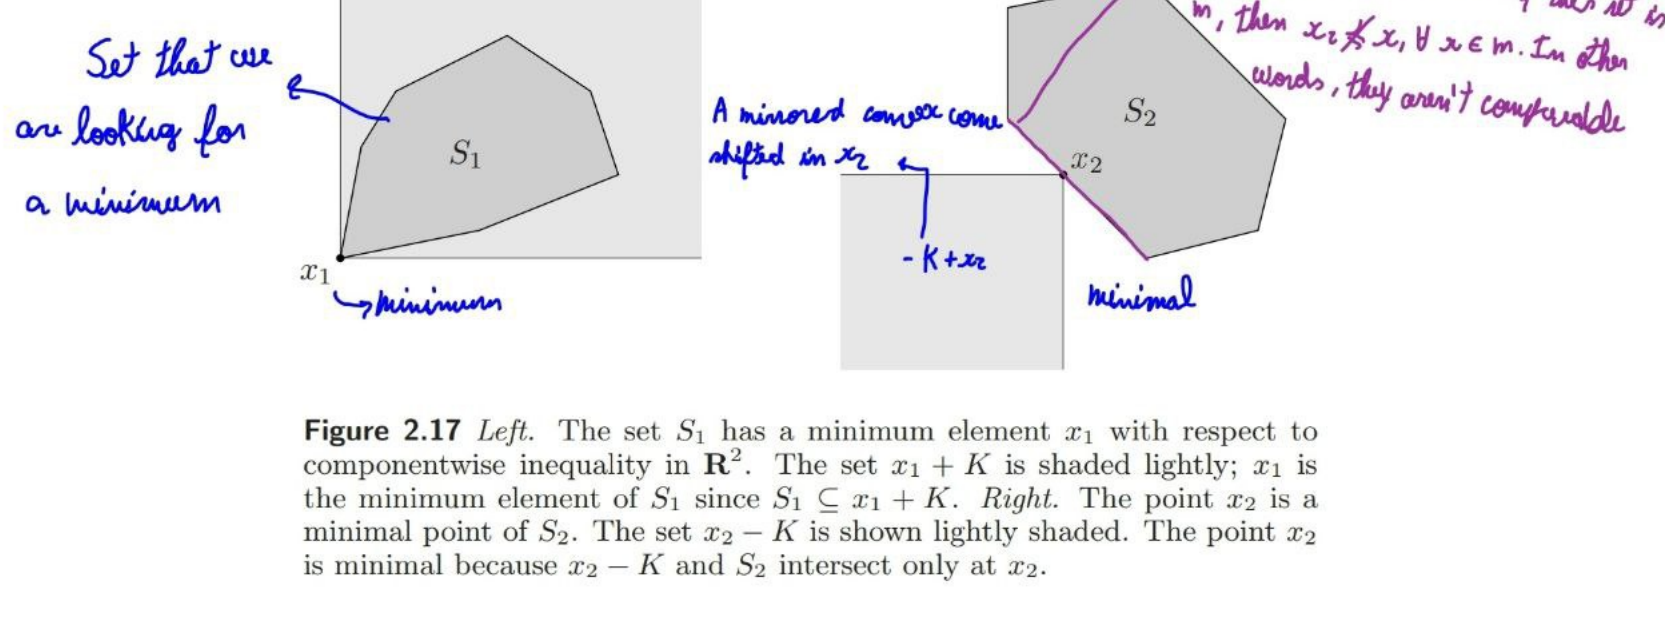 Set that we
are looking for
a minimum
S₁
x₁
→ minimum
A mirrored convex cone
shifted in x₂
- K + x₂
S₂
x₂
minimal
m, then x₂ ⋠ x, ∀ x ∈ m. In other
words, they aren't comparable
Figure 2.17 Left. The set S₁ has a minimum element x₁ with respect to
componentwise inequality in R². The set x₁ + K is shaded lightly; x₁ is
the minimum element of S₁ since S₁ ⊆ x₁ + K. Right. The point x₂ is a
minimal point of S₂. The set x₂ − K is shown lightly shaded. The point x₂
is minimal because x₂ − K and S₂ intersect only at x₂.